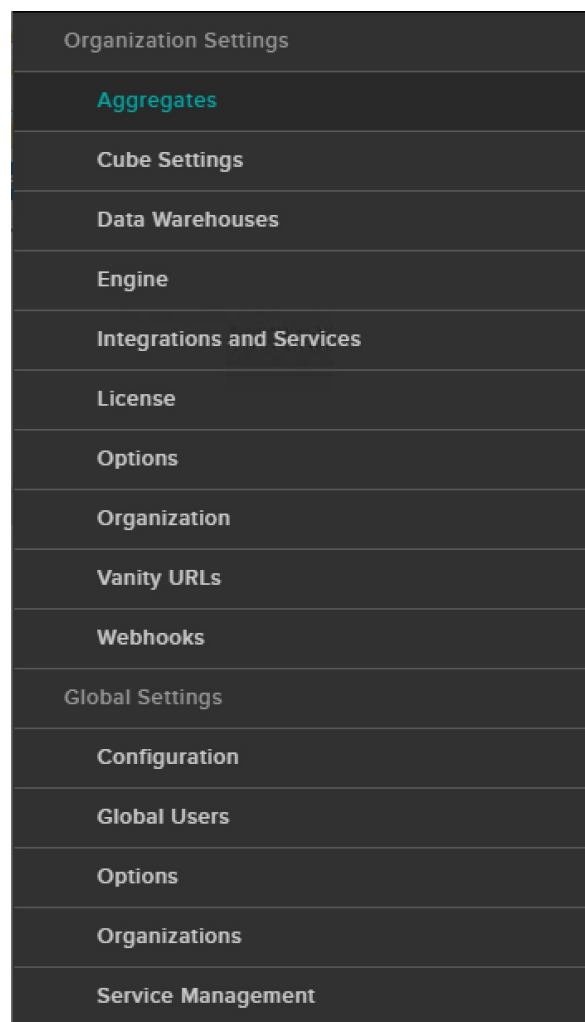 Organization Settings
Aggregates
Cube Settings
Data Warehouses
Engine
Integrations and Services
License
Options
Organization
Vanity URLs
Webhooks
Global Settings
Configuration
Global Users
Options
Organizations
Service Management